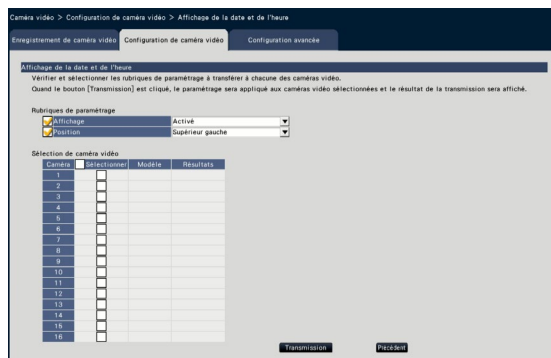 Caméra vidéo > Configuration de caméra vidéo > Affichage de la date et de l'heure
Enregistrement de caméra vidéo Configuration de caméra vidéo Configuration avancée
Affichage de la date et de l'heure
Vérifier et sélectionner les rubriques de paramétrage à transférer à chacune des caméras vidéo.
Quand le bouton [Transmission] est cliqué, le paramétrage sera appliqué aux caméras vidéo sélectionnées et le résultat de la transmission sera affiché.
Rubriques de paramétrage
Affichage Activé
Position Supérieur gauche
Sélection de caméra vidéo
Caméra Sélectionner Modèle Résultats
1
2
3
4
5
6
7
8
9
10
11
12
13
14
15
16
Transmission Précédent